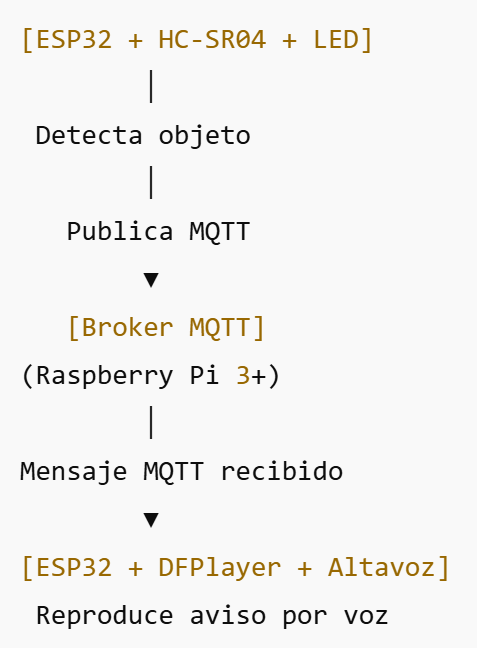 [ESP32 + HC-SR04 + LED]
│
Detecta objeto
│
Publica MQTT
▼
[Broker MQTT]
(Raspberry Pi 3+)
│
Mensaje MQTT recibido
▼
[ESP32 + DFPlayer + Altavoz]
Reproduce aviso por voz